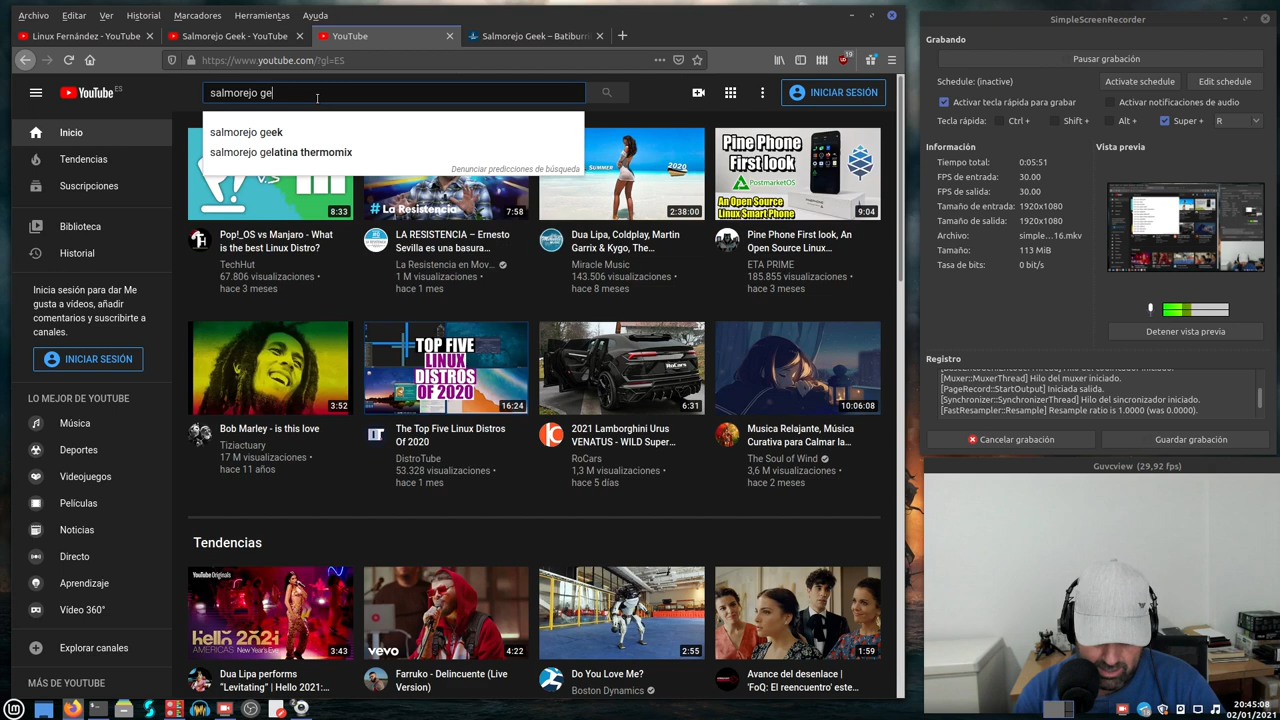 Archivo Editar Ver Historial Marcadores Herramientas Ayuda
Linux Fernández - YouTube
Salmorejo Geek - YouTube
YouTube
Salmorejo Geek – Batiburri
https://www.youtube.com/?gl=ES
19
YouTube ES
salmorejo ge
INICIAR SESIÓN
salmorejo geek
salmorejo gelatina thermomix
Denunciar predicciones de búsqueda
Inicio
Tendencias
Suscripciones
Biblioteca
Historial
Inicia sesión para dar Me
gusta a vídeos, añadir
comentarios y suscribirte a
canales.
INICIAR SESIÓN
LO MEJOR DE YOUTUBE
Música
Deportes
Videojuegos
Películas
Noticias
Directo
Aprendizaje
Vídeo 360°
Explorar canales
MÁS DE YOUTUBE
8:33
Pop!_OS vs Manjaro - What
is the best Linux Distro?
TechHut
67.806 visualizaciones •
hace 3 meses
# La Resistencia
7:58
LA RESISTENCIA – Ernesto
Sevilla es una basura...
La Resistencia en Mov...
hace 1 mes
SUMMER 2020
2:38:00
Dua Lipa, Coldplay, Martin
Garrix & Kygo, The...
Miracle Music
143.506 visualizaciones •
hace 8 meses
Pine Phone
First look
PostmarketOS
An Open Source
Linux Smart Phone
9:04
Pine Phone First look, An
Open Source Linux...
ETA PRIME
185.855 visualizaciones •
hace 3 meses
3:52
Bob Marley - is this love
Tiziactuary
17 M visualizaciones •
hace 11 años
TOP FIVE
LINUX
DISTROS
OF 2020
16:24
The Top Five Linux Distros
Of 2020
DistroTube
53.328 visualizaciones •
hace 1 mes
RoCars
6:31
2021 Lamborghini Urus
VENATUS - WILD Super...
RoCars
1,3 M visualizaciones •
hace 5 días
10:06:08
Musica Relajante, Música
Curativa para Calmar la...
The Soul of Wind
3,6 M visualizaciones •
hace 2 meses
Tendencias
YouTube Originals
hello 2021
AMERICAS New Year's Eve
3:43
Dua Lipa performs
"Levitating" | Hello 2021:...
vevo
4:22
Farruko - Delincuente (Live
Version)
2:55
Do You Love Me?
Boston Dynamics
1:59
Avance del desenlace |
'FoQ: El reencuentro' este...
SimpleScreenRecorder
Grabando
Pausar grabación
Schedule: (inactive)
Activate schedule
Edit schedule
Activar tecla rápida para grabar
Activar notificaciones de audio
Tecla rápida: Ctrl + Shift + Alt + Super + R
Información
Tiempo total: 0:05:51
FPS de entrada: 30.00
FPS de salida: 30.00
Tamaño de entrada: 1920x1080
Tamaño de salida: 1920x1080
Archivo: simple...16.mkv
Tamaño: 113 MiB
Tasa de bits: 0 bit/s
Vista previa
Detener vista previa
Registro
[Muxer::MuxerThread] Hilo del muxer iniciado.
[PageRecord::StartOutput] Iniciada salida.
[Synchronizer::SynchronizerThread] Hilo del sincronizador iniciado.
[FastResampler::Resample] Resample ratio is 1.0000 (was 0.0000).
Cancelar grabación
Guardar grabación
Guvcview (29,92 fps)
20:45:08
02/01/2021